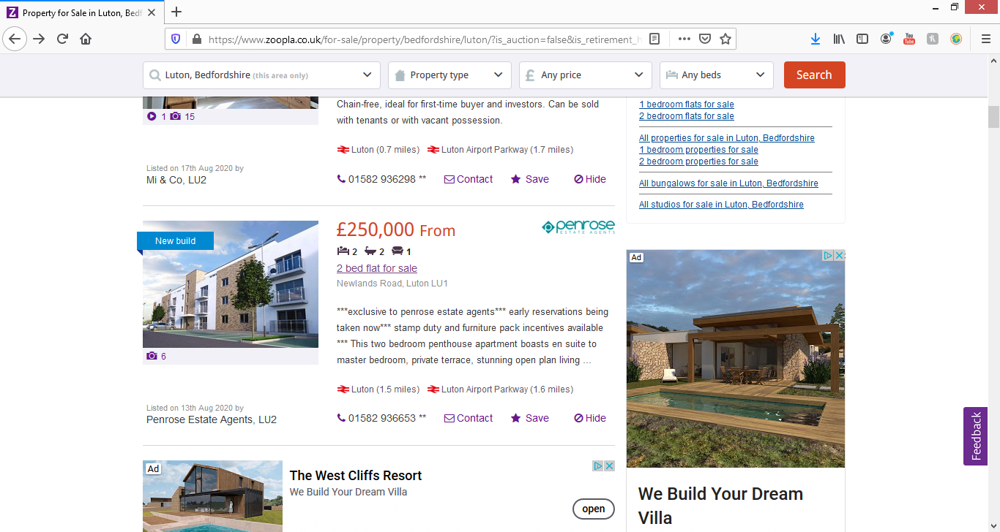 Property for Sale in Luton, Bedf
https://www.zoopla.co.uk/for-sale/property/bedfordshire/luton/?is_auction=false&is_retirement_h
Luton, Bedfordshire (this area only)
Property type
£ Any price
Any beds
Search
1 15
Chain-free, ideal for first-time buyer and investors. Can be sold
with tenants or with vacant possession.
Luton (0.7 miles) Luton Airport Parkway (1.7 miles)
Listed on 17th Aug 2020 by
Mi & Co, LU2
01582 936298 ** Contact Save Hide
1 bedroom flats for sale
2 bedroom flats for sale
All properties for sale in Luton, Bedfordshire
1 bedroom properties for sale
2 bedroom properties for sale
All bungalows for sale in Luton, Bedfordshire
All studios for sale in Luton, Bedfordshire
New build
6
£250,000 From
penrose
ESTATE AGENTS
2 2 1
2 bed flat for sale
Newlands Road, Luton LU1
***exclusive to penrose estate agents*** early reservations being
taken now*** stamp duty and furniture pack incentives available
*** This two bedroom penthouse apartment boasts en suite to
master bedroom, private terrace, stunning open plan living ...
Luton (1.5 miles) Luton Airport Parkway (1.6 miles)
Listed on 13th Aug 2020 by
Penrose Estate Agents, LU2
01582 936653 ** Contact Save Hide
Ad
The West Cliffs Resort
We Build Your Dream Villa
open
Ad
We Build Your Dream
Villa
Feedback